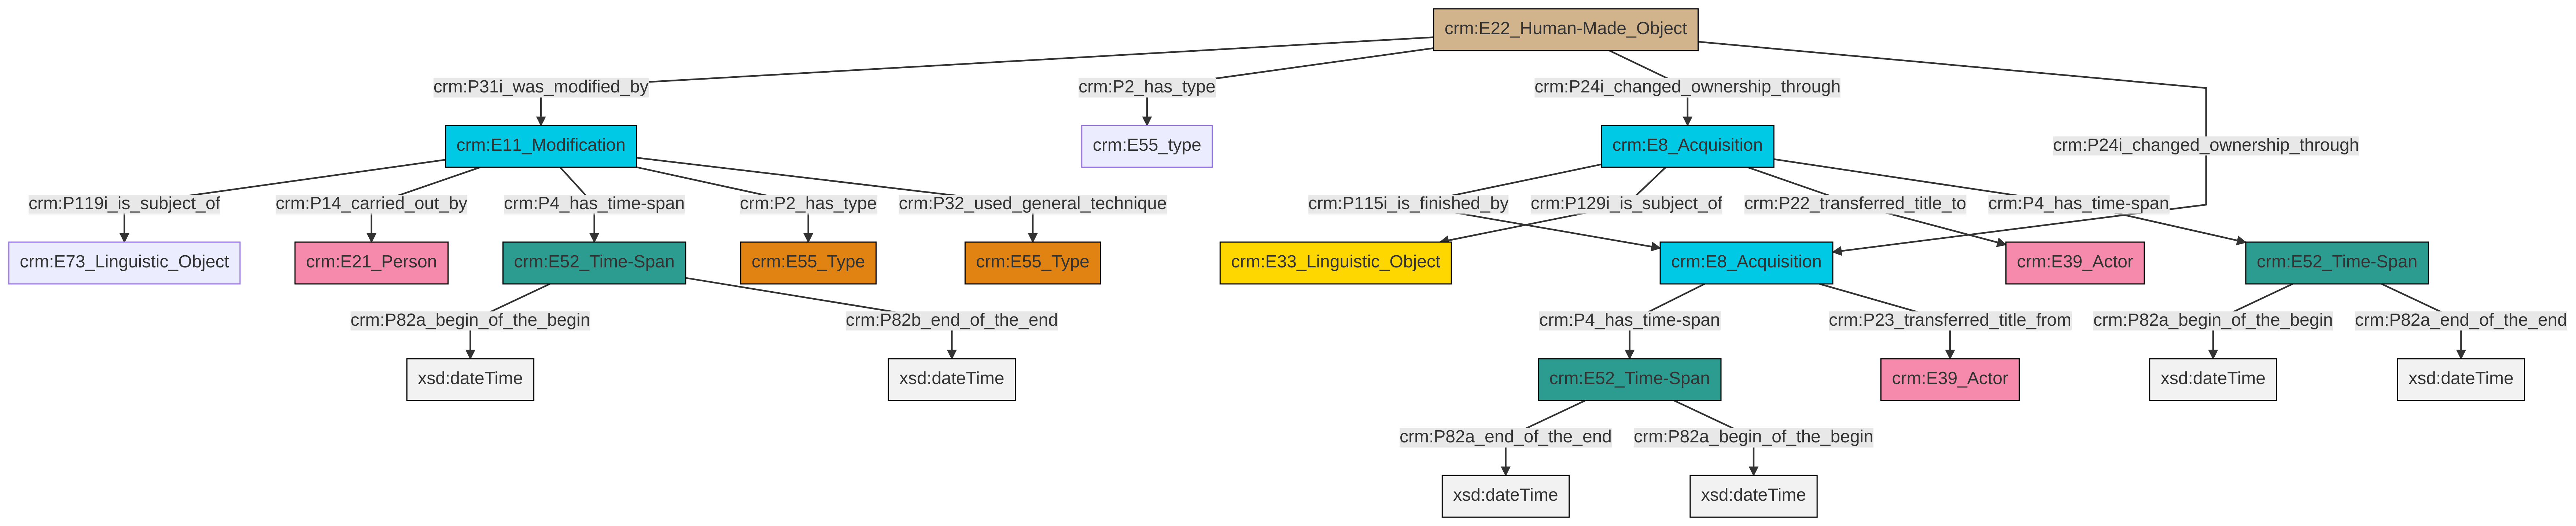 crm:E22_Human-Made_Object
crm:P31i_was_modified_by
crm:P2_has_type
crm:P24i_changed_ownership_through
crm:E11_Modification
crm:E55_type
crm:E8_Acquisition
crm:P24i_changed_ownership_through
crm:P119i_is_subject_of
crm:P14_carried_out_by
crm:P4_has_time-span
crm:P2_has_type
crm:P32_used_general_technique
crm:P115i_is_finished_by
crm:P129i_is_subject_of
crm:P22_transferred_title_to
crm:P4_has_time-span
crm:E73_Linguistic_Object
crm:E21_Person
crm:E52_Time-Span
crm:E55_Type
crm:E55_Type
crm:E33_Linguistic_Object
crm:E8_Acquisition
crm:E39_Actor
crm:E52_Time-Span
crm:P82a_begin_of_the_begin
crm:P82b_end_of_the_end
crm:P4_has_time-span
crm:P23_transferred_title_from
crm:P82a_begin_of_the_begin
crm:P82a_end_of_the_end
xsd:dateTime
xsd:dateTime
crm:E52_Time-Span
crm:E39_Actor
xsd:dateTime
xsd:dateTime
crm:P82a_end_of_the_end
crm:P82a_begin_of_the_begin
xsd:dateTime
xsd:dateTime